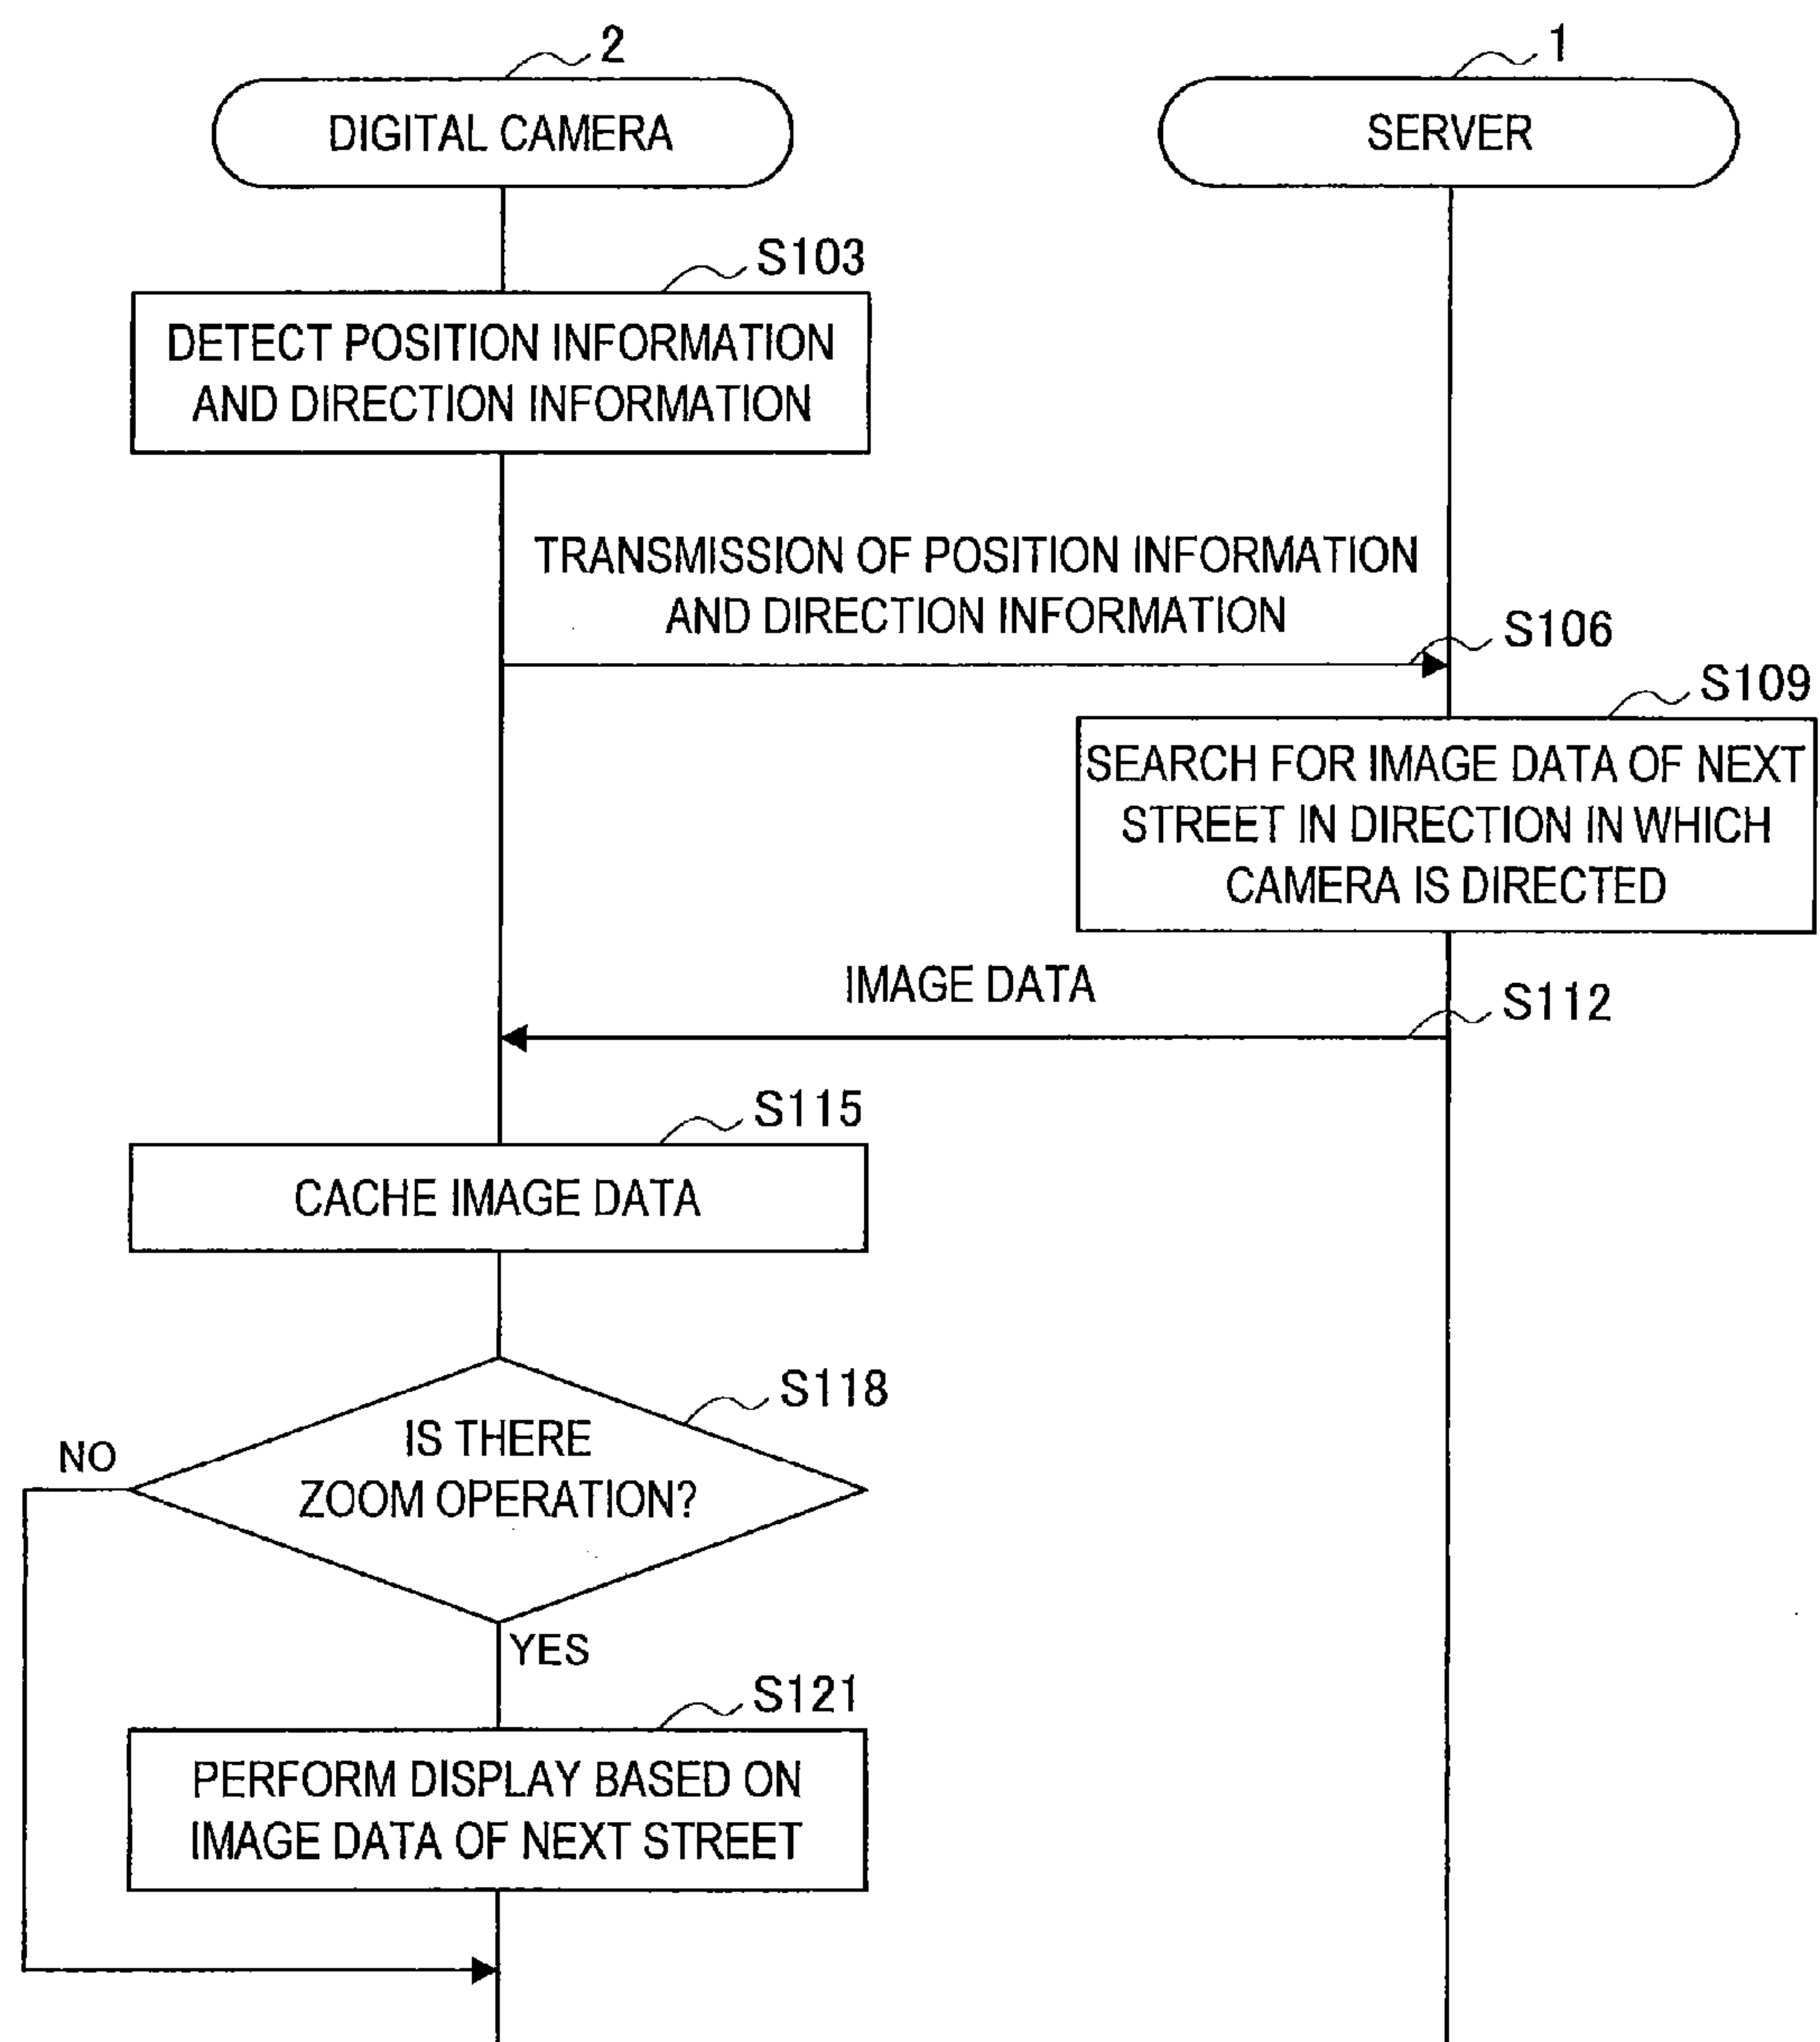 2
1
DIGITAL CAMERA
SERVER
S103
DETECT POSITION INFORMATION
AND DIRECTION INFORMATION
TRANSMISSION OF POSITION INFORMATION
AND DIRECTION INFORMATION
S106
S109
SEARCH FOR IMAGE DATA OF NEXT
STREET IN DIRECTION IN WHICH
CAMERA IS DIRECTED
IMAGE DATA
S112
S115
CACHE IMAGE DATA
S118
IS THERE
ZOOM OPERATION?
NO
YES
S121
PERFORM DISPLAY BASED ON
IMAGE DATA OF NEXT STREET